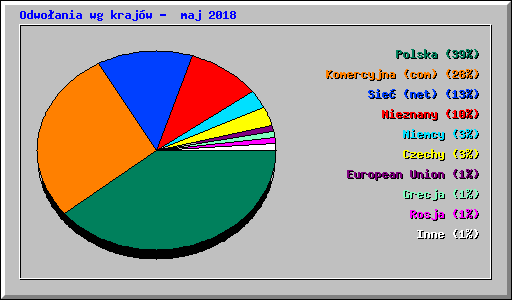 Odwołania wg krajów - maj 2018
Polska (39%)
Komercyjna (com) (28%)
Sieć (net) (13%)
Nieznany (10%)
Niemcy (3%)
Czechy (3%)
European Union (1%)
Grecja (1%)
Rosja (1%)
Inne (1%)